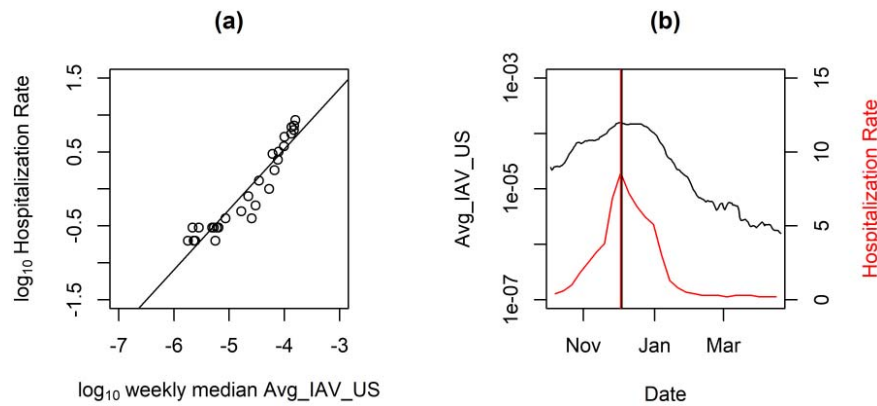 (a)
log₁₀ Hospitalization Rate
1.5
0.5
-0.5
-1.5
-7 -6 -5 -4 -3
log₁₀ weekly median Avg_IAV_US
(b)
Avg_IAV_US
1e-03
1e-05
1e-07
15
10
5
0
Hospitalization Rate
Nov Jan Mar
Date